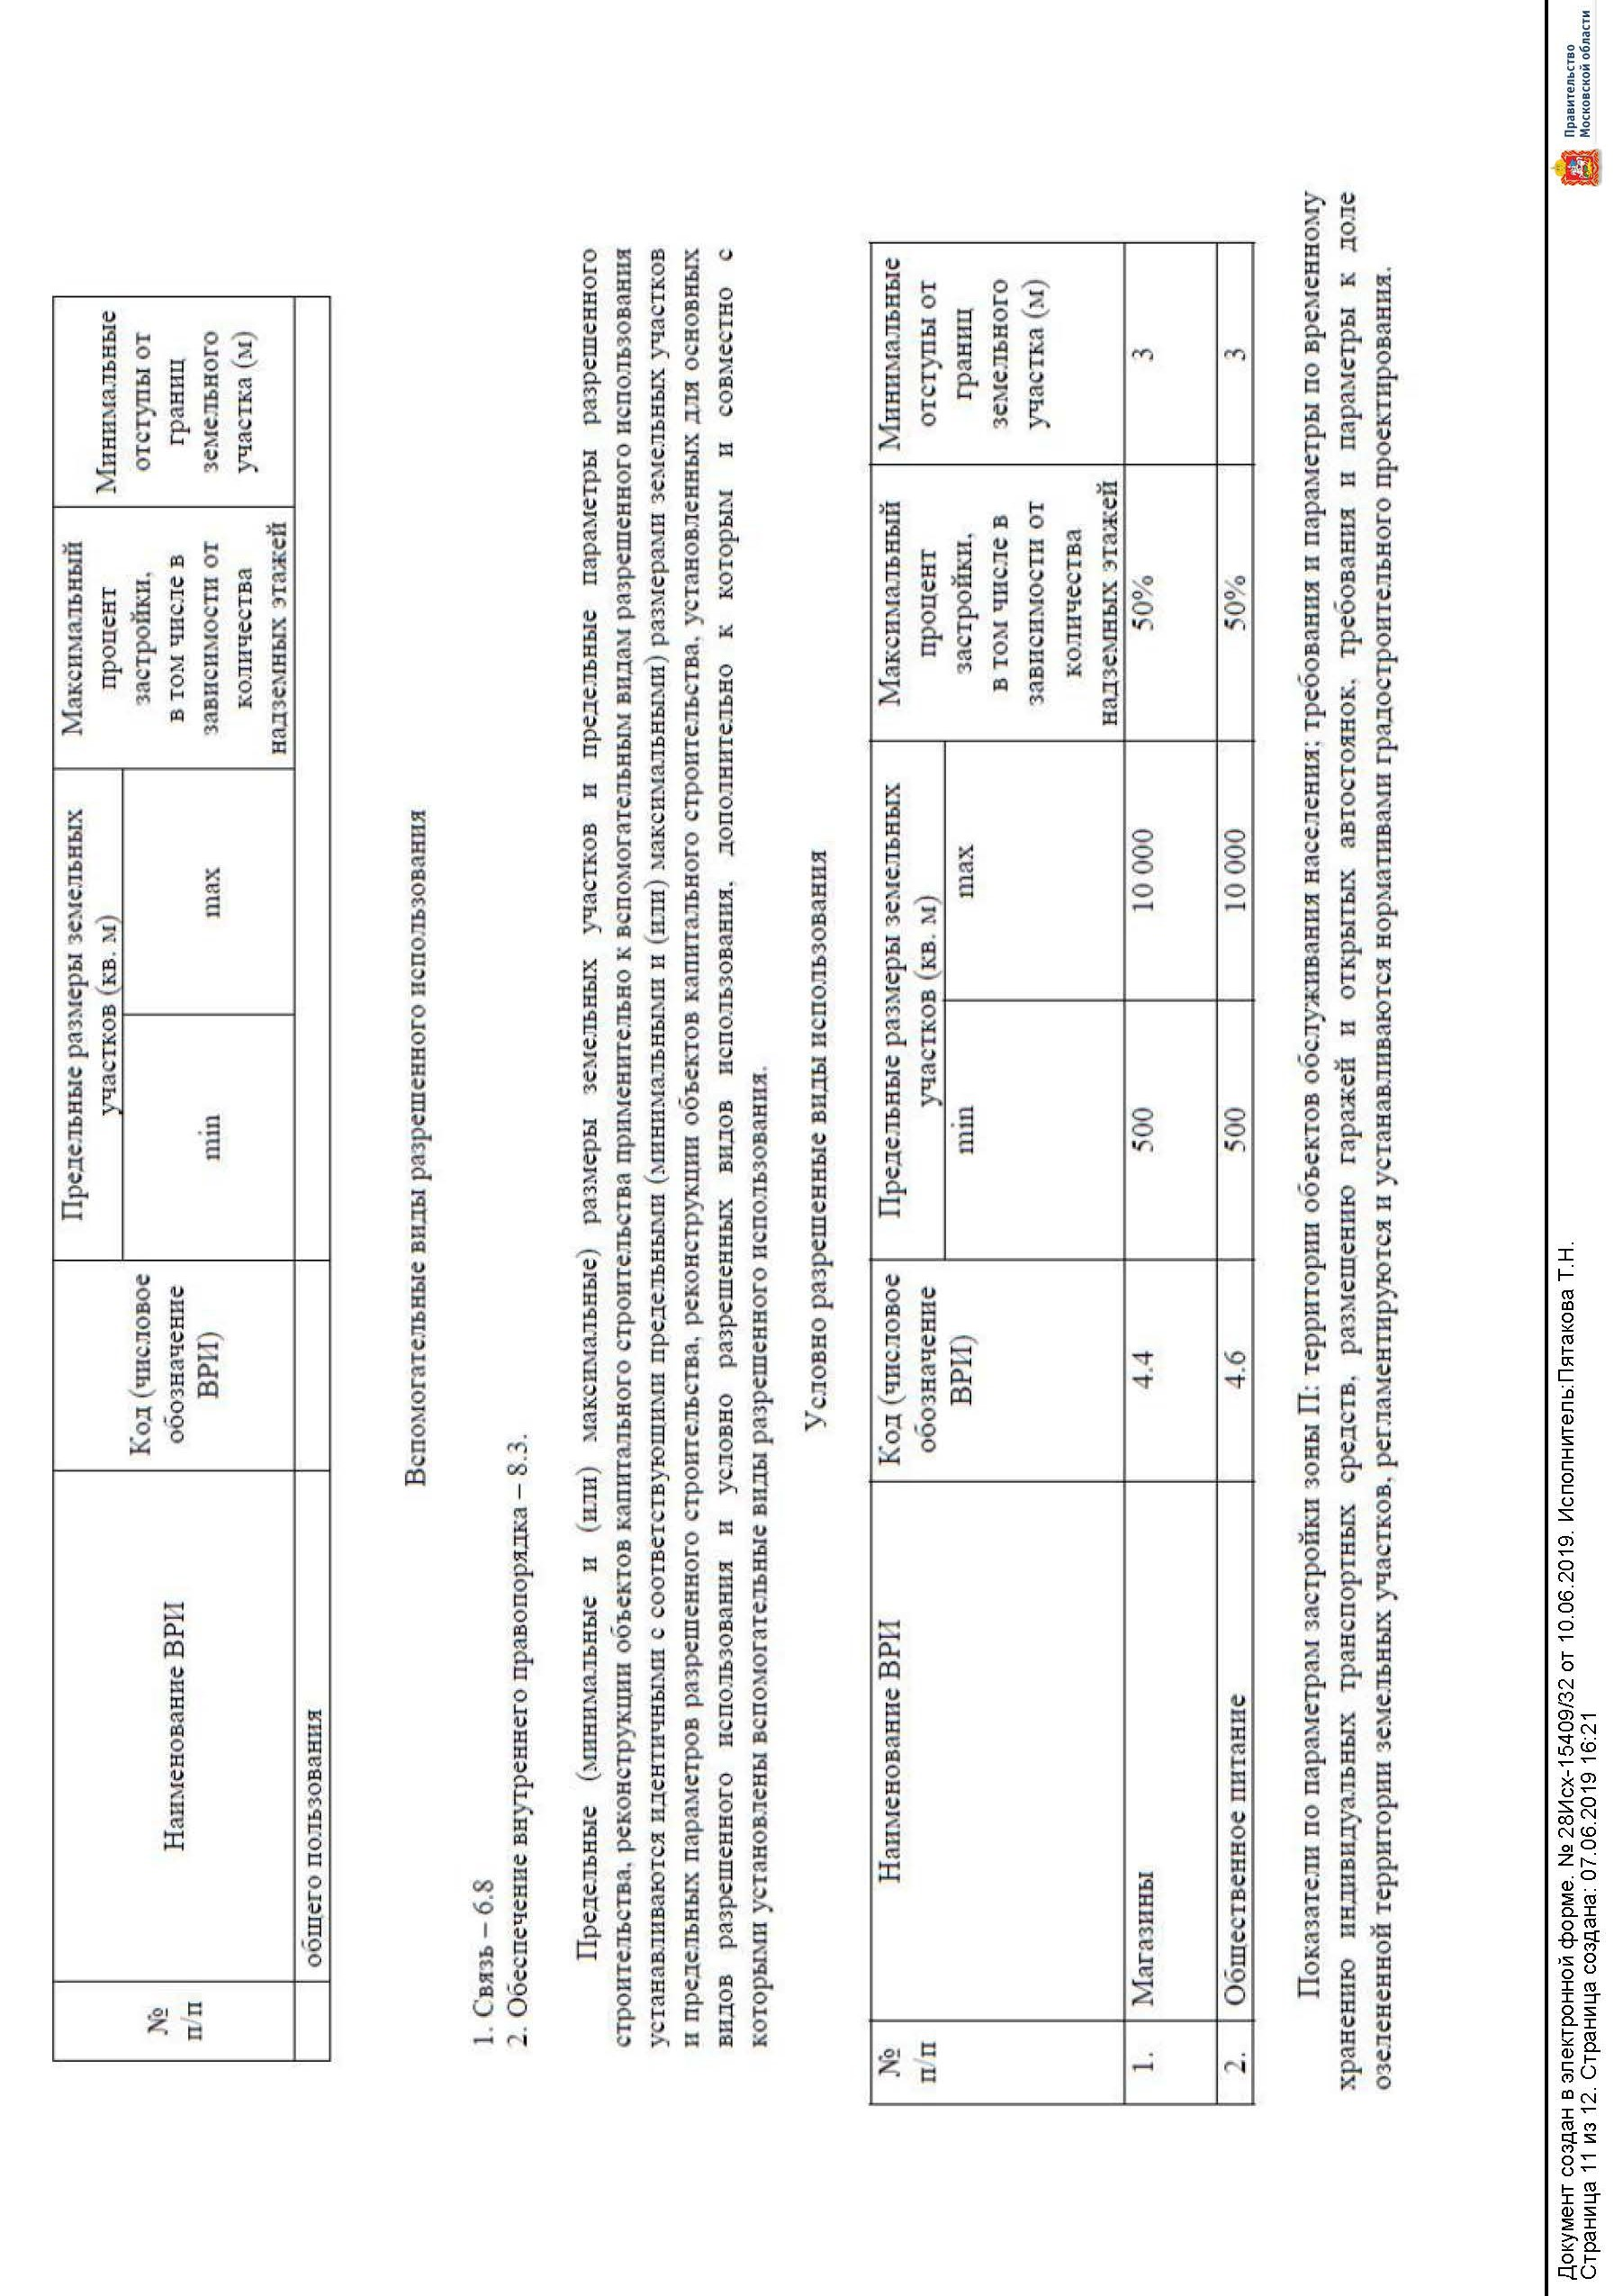 №
п/п
Наименование ВРИ
Код (числовое
обозначение
ВРИ)
Предельные размеры земельных
участков (кв. м)
min
max
Максимальный
процент
застройки,
в том числе в
зависимости от
количества
надземных этажей
Минимальные
отступы от
границ
земельного
участка (м)
общего пользования
Вспомогательные виды разрешенного использования
1. Связь – 6.8
2. Обеспечение внутреннего правопорядка – 8.3.
Предельные (минимальные и (или) максимальные) размеры земельных участков и предельные параметры разрешенного
строительства, реконструкции объектов капитального строительства применительно к вспомогательным видам разрешенного использования
устанавливаются идентичными с соответствующими предельными (минимальными и (или) максимальными) размерами земельных участков
и предельных параметров разрешенного строительства, реконструкции объектов капитального строительства, установленных для основных
видов разрешенного использования и условно разрешенных видов использования, дополнительно к которым и совместно с
которыми установлены вспомогательные виды разрешенного использования.
Условно разрешенные виды использования
№
п/п
Наименование ВРИ
Код (числовое
обозначение
ВРИ)
Предельные размеры земельных
участков (кв. м)
min
max
Максимальный
процент
застройки,
в том числе в
зависимости от
количества
надземных этажей
Минимальные
отступы от
границ
земельного
участка (м)
1. Магазины 4.4 500 10 000 50% 3
2. Общественное питание 4.6 500 10 000 50% 3
Показатели по параметрам застройки зоны П: территории объектов обслуживания населения; требования и параметры по временному
хранению индивидуальных транспортных средств, размещению гаражей и открытых автостоянок, требования и параметры к доле
озелененной территории земельных участков, регламентируются и устанавливаются нормативами градостроительного проектирования.
Документ создан в электронной форме. № 28Исх-15409/32 от 10.06.2019. Исполнитель:Пятакова Т.Н.
Страница 11 из 12. Страница создана: 07.06.2019 16:21
Правительство
Московской области